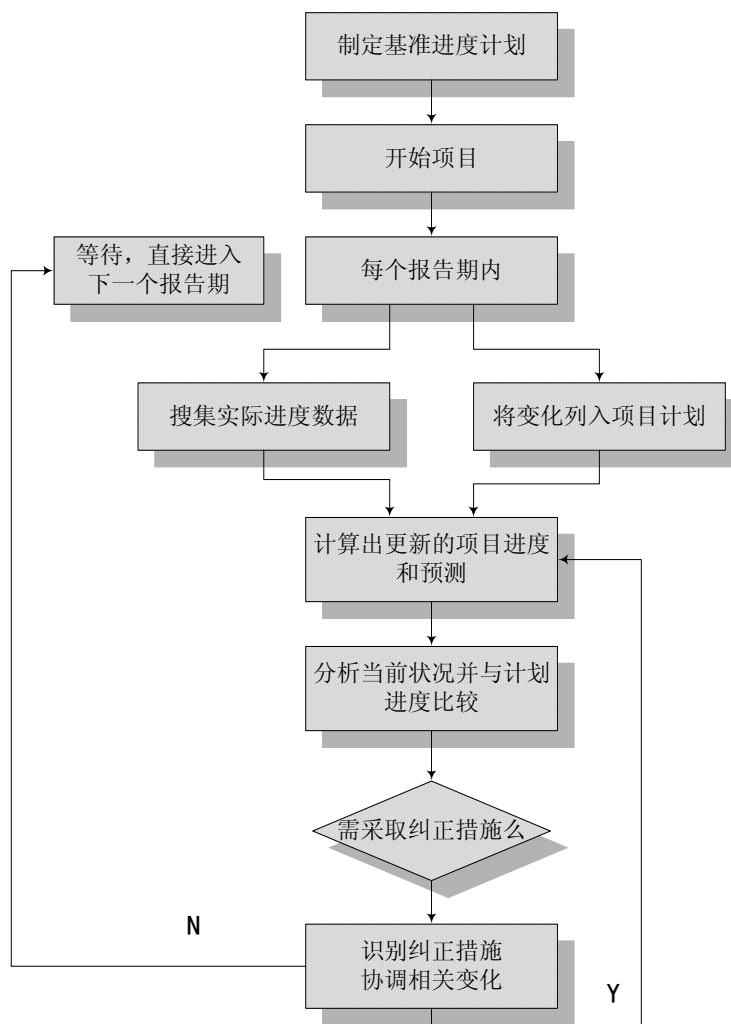 制定基准进度计划
开始项目
等待，直接进入
下一个报告期
每个报告期内
搜集实际进度数据
将变化列入项目计划
计算出更新的项目进度
和预测
分析当前状况并与计划
进度比较
需采取纠正措施么
N
识别纠正措施
协调相关变化
Y